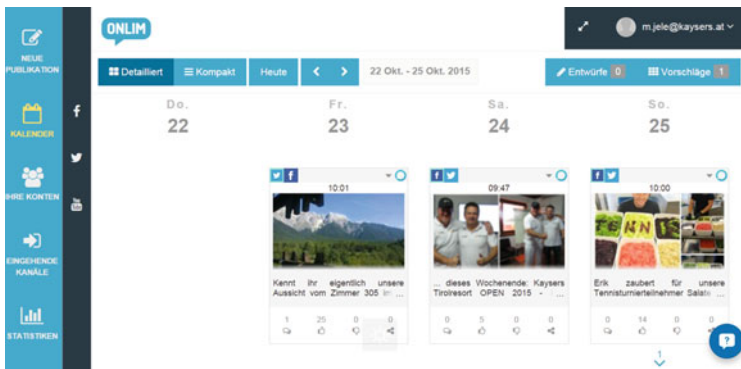 ONLIM
m.jele@kaysers.at
NEUE
PUBLIKATION
KALENDER
IHRE KONTEN
EINGEHENDE
KANÄLE
STATISTIKEN
Detailliert Kompakt Heute 22 Okt. - 25 Okt. 2015 Entwürfe 0 Vorschläge 1
Do. Fr. Sa. So.
22 23 24 25
10:01
Kennt ihr eigentlich unsere
Aussicht vom Zimmer 305 im ...
1 25 0 0
09:47
... dieses Wochenende: Kaysers
Tirolresort OPEN 2015 - ...
0 5 0 0
10:00
TENNIS
Erik zaubert für unsere
Tennisturnierteilnehmer Salate ...
0 14 0 0
1